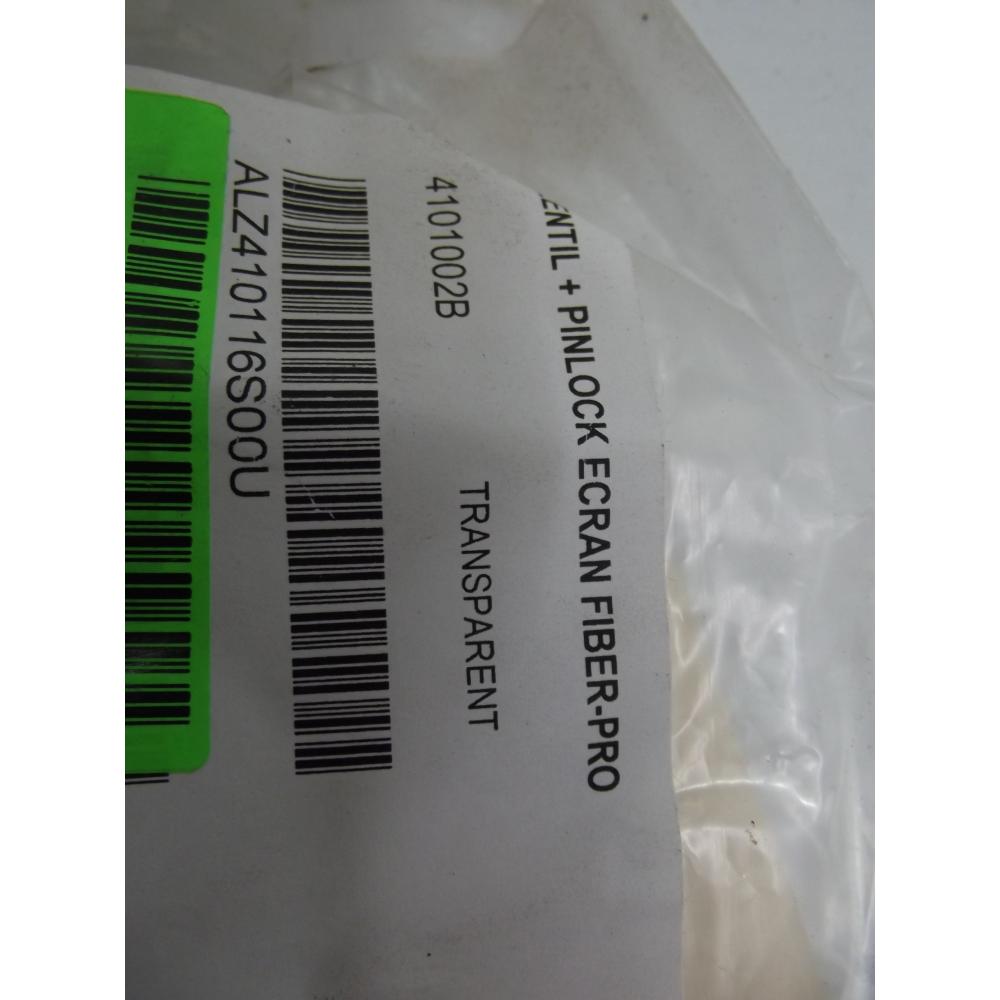 ENTIL + PINLOCK ECRAN FIBER-PRO
4101002B
TRANSPARENT
ALZ410116S00U